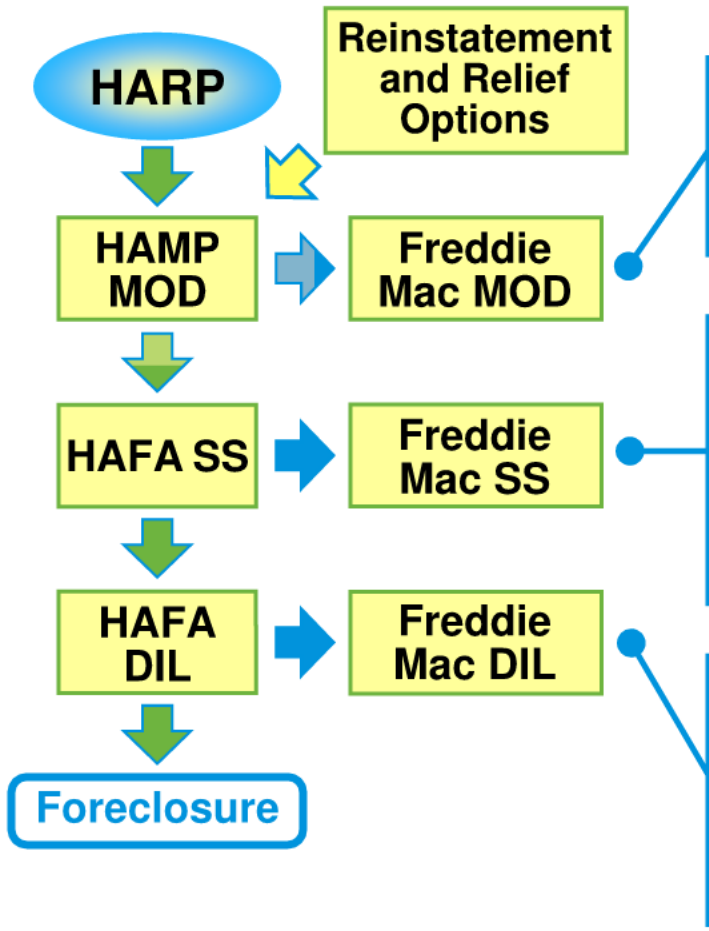 HARP
Reinstatement
and Relief
Options
HAMP
MOD
Freddie
Mac MOD
HAFA SS
Freddie
Mac SS
HAFA
DIL
Freddie
Mac DIL
Foreclosure